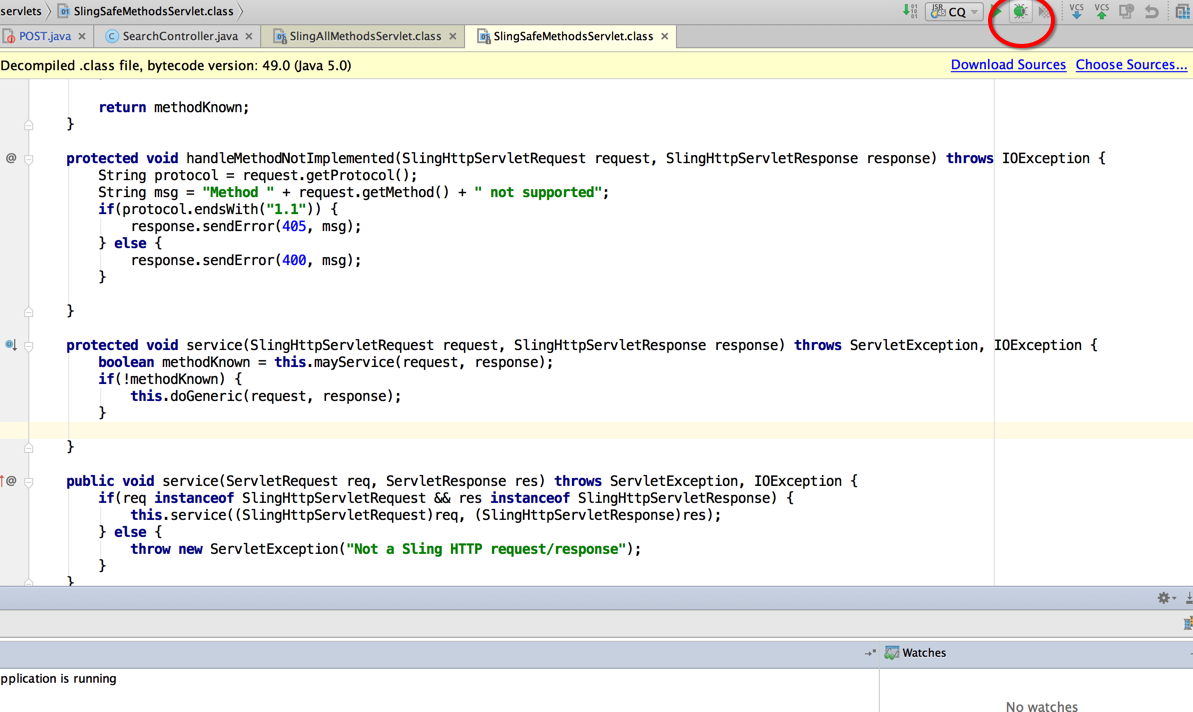 servlets SlingSafeMethodsServlet.class CQ VCS VCS
POST.java SearchController.java SlingAllMethodsServlet.class SlingSafeMethodsServlet.class
Decompiled .class file, bytecode version: 49.0 (Java 5.0) Download Sources Choose Sources...
return methodKnown;
}
@ protected void handleMethodNotImplemented(SlingHttpServletRequest request, SlingHttpServletResponse response) throws IOException {
String protocol = request.getProtocol();
String msg = "Method " + request.getMethod() + " not supported";
if(protocol.endsWith("1.1")) {
response.sendError(405, msg);
} else {
response.sendError(400, msg);
}
}
protected void service(SlingHttpServletRequest request, SlingHttpServletResponse response) throws ServletException, IOException {
boolean methodKnown = this.mayService(request, response);
if(!methodKnown) {
this.doGeneric(request, response);
}
}
@ public void service(ServletRequest req, ServletResponse res) throws ServletException, IOException {
if(req instanceof SlingHttpServletRequest && res instanceof SlingHttpServletResponse) {
this.service((SlingHttpServletRequest)req, (SlingHttpServletResponse)res);
} else {
throw new ServletException("Not a Sling HTTP request/response");
}
}
Watches
pplication is running
No watches